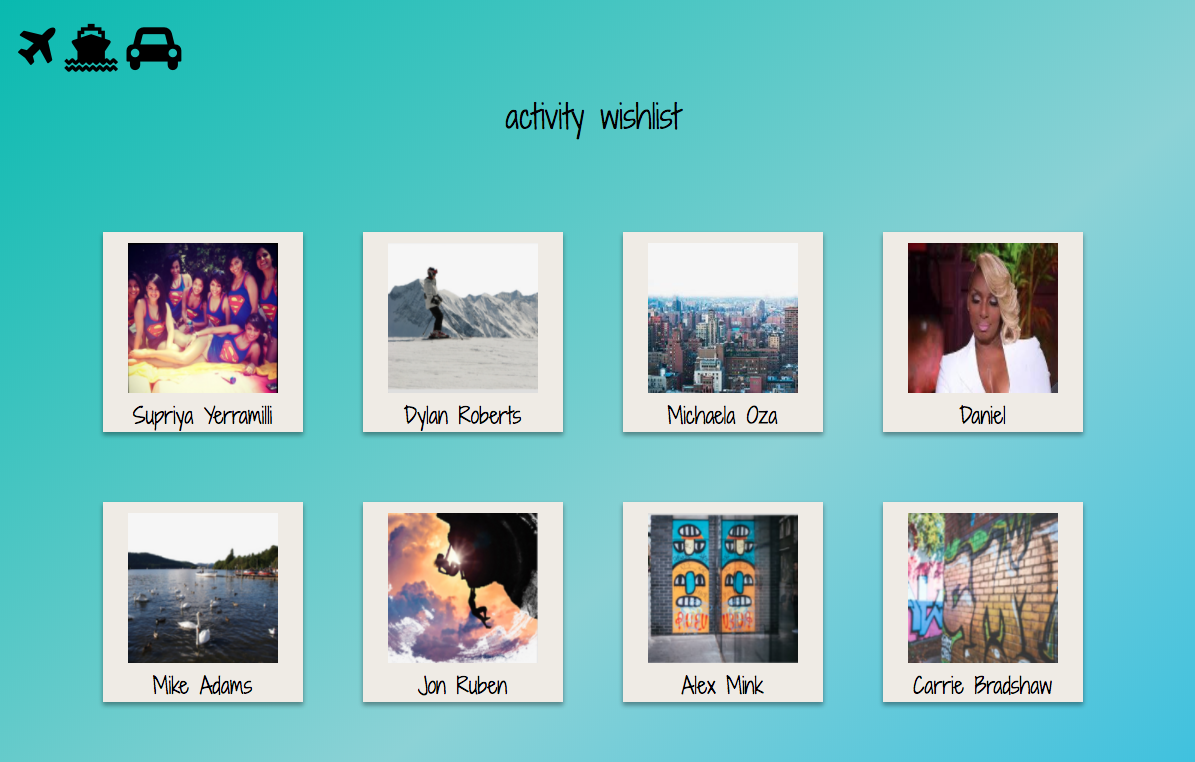 activity wishlist
Supriya Yerramilli
Dylan Roberts
Michaela Oza
Daniel
Mike Adams
Jon Ruben
Alex Mink
Carrie Bradshaw